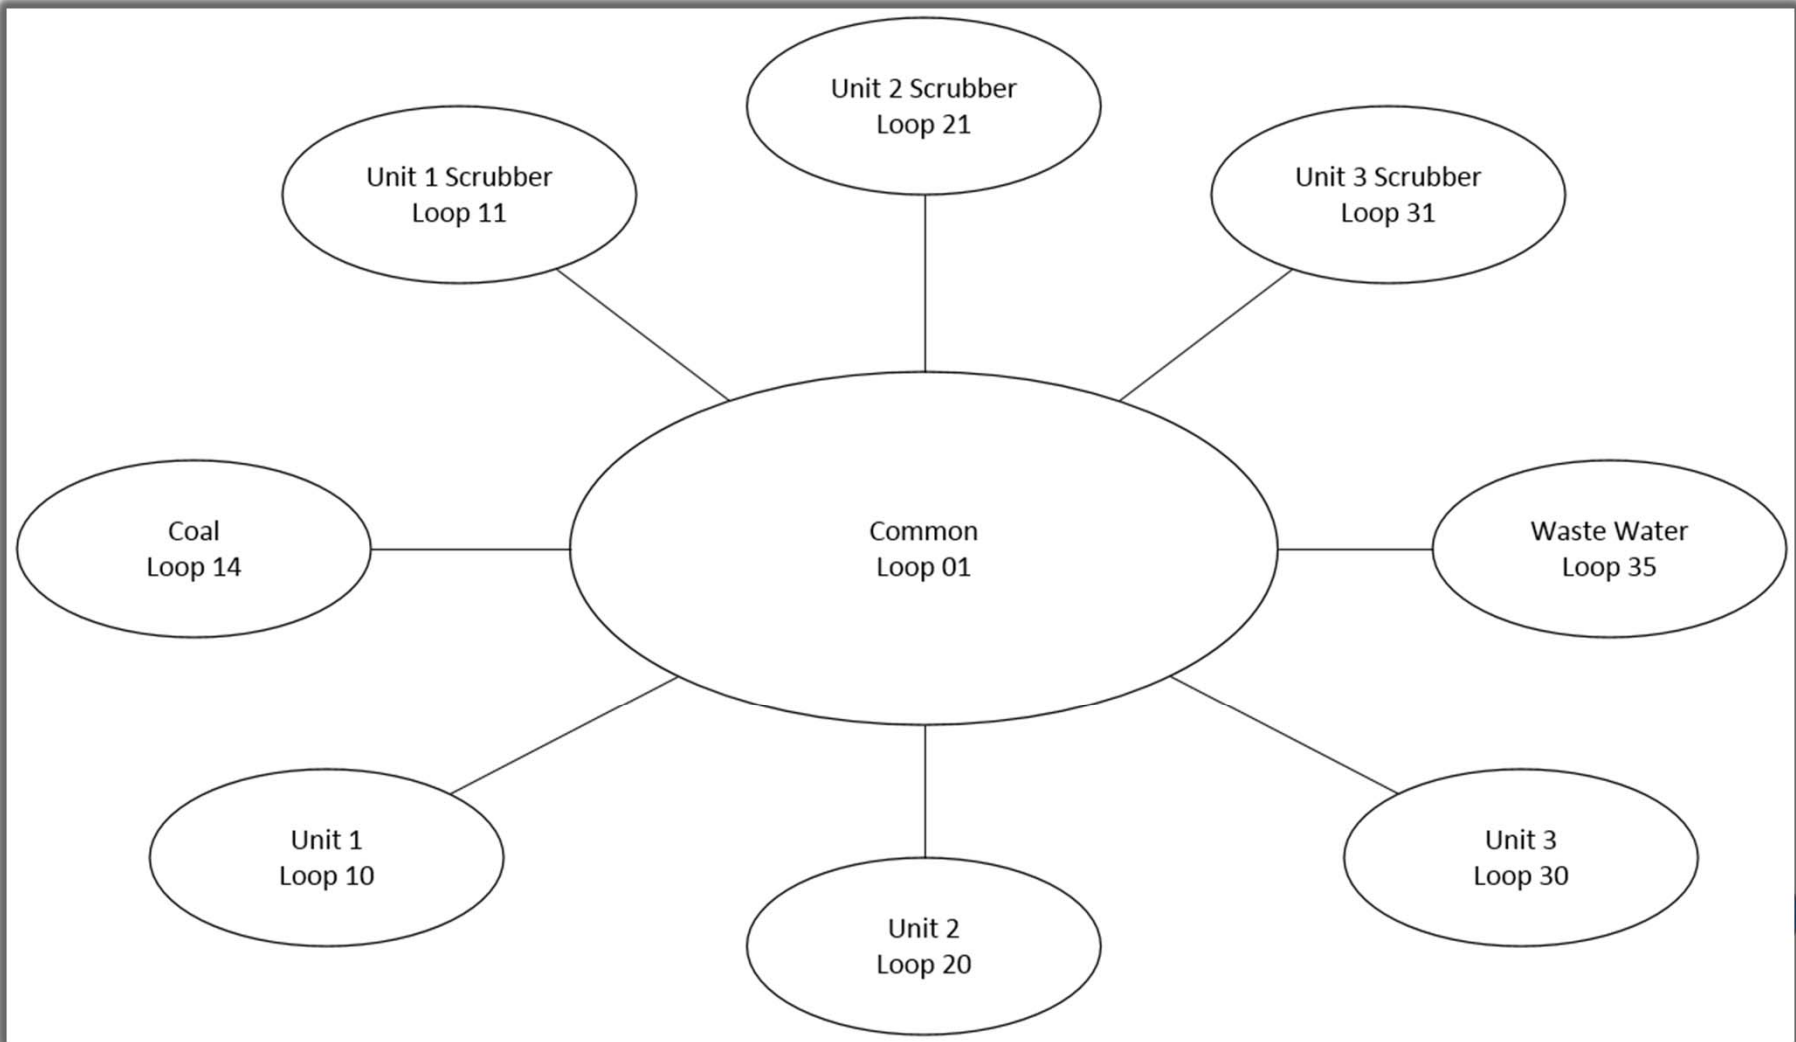 Unit 2 Scrubber
Loop 21
Unit 1 Scrubber
Loop 11
Unit 3 Scrubber
Loop 31
Coal
Loop 14
Common
Loop 01
Waste Water
Loop 35
Unit 1
Loop 10
Unit 3
Loop 30
Unit 2
Loop 20